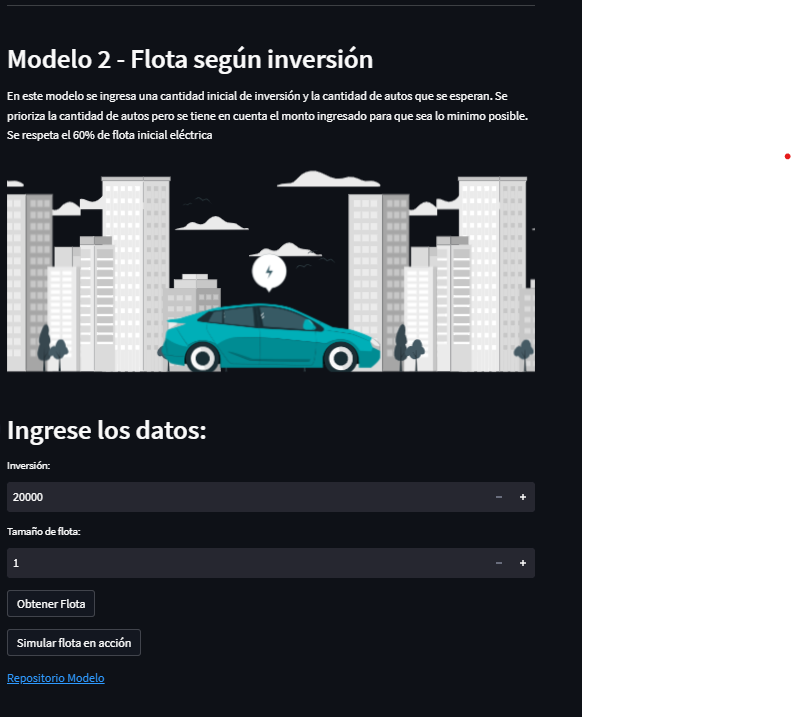 Modelo 2 - Flota según inversión
En este modelo se ingresa una cantidad inicial de inversión y la cantidad de autos que se esperan. Se
prioriza la cantidad de autos pero se tiene en cuenta el monto ingresado para que sea lo minimo posible.
Se respeta el 60% de flota inicial eléctrica
Ingrese los datos:
Inversión:
20000
Tamaño de flota:
1
Obtener Flota
Simular flota en acción
Repositorio Modelo